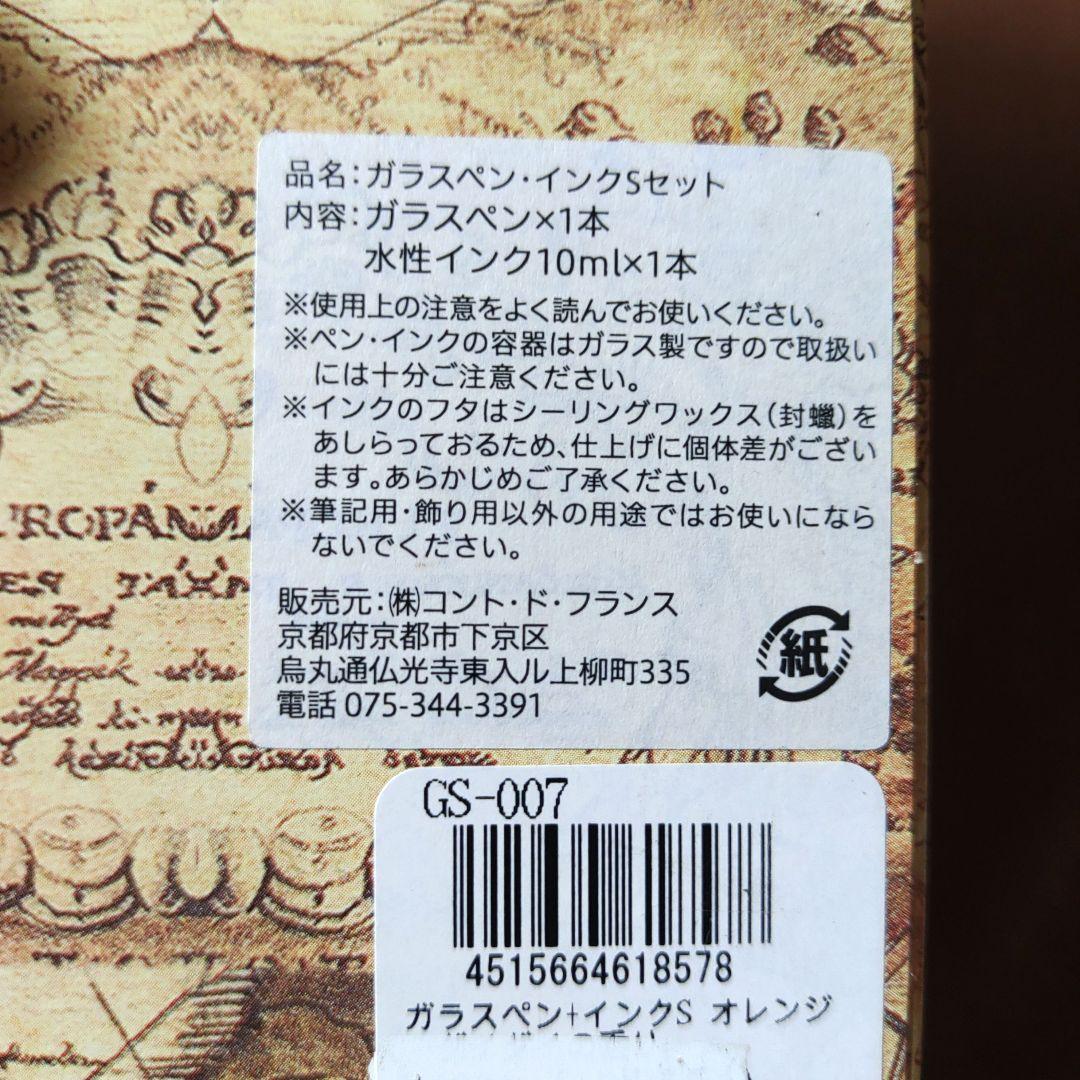 品名：ガラスペン・インクSセット
内容：ガラスペン×1本
水性インク10ml×1本
※使用上の注意をよく読んでお使いください。
※ペン・インクの容器はガラス製ですので取扱い
には十分ご注意ください。
※インクのフタはシーリングワックス（封蠟）を
あしらっておるため、仕上げに個体差がござい
ます。あらかじめご了承ください。
※筆記用・飾り用以外の用途ではお使いになら
ないでください。
販売元：㈱コント・ド・フランス
京都府京都市下京区
烏丸通仏光寺東入ル上柳町335
電話 075-344-3391
紙
GS-007
4515664618578
ガラスペン+インクS オレンジ